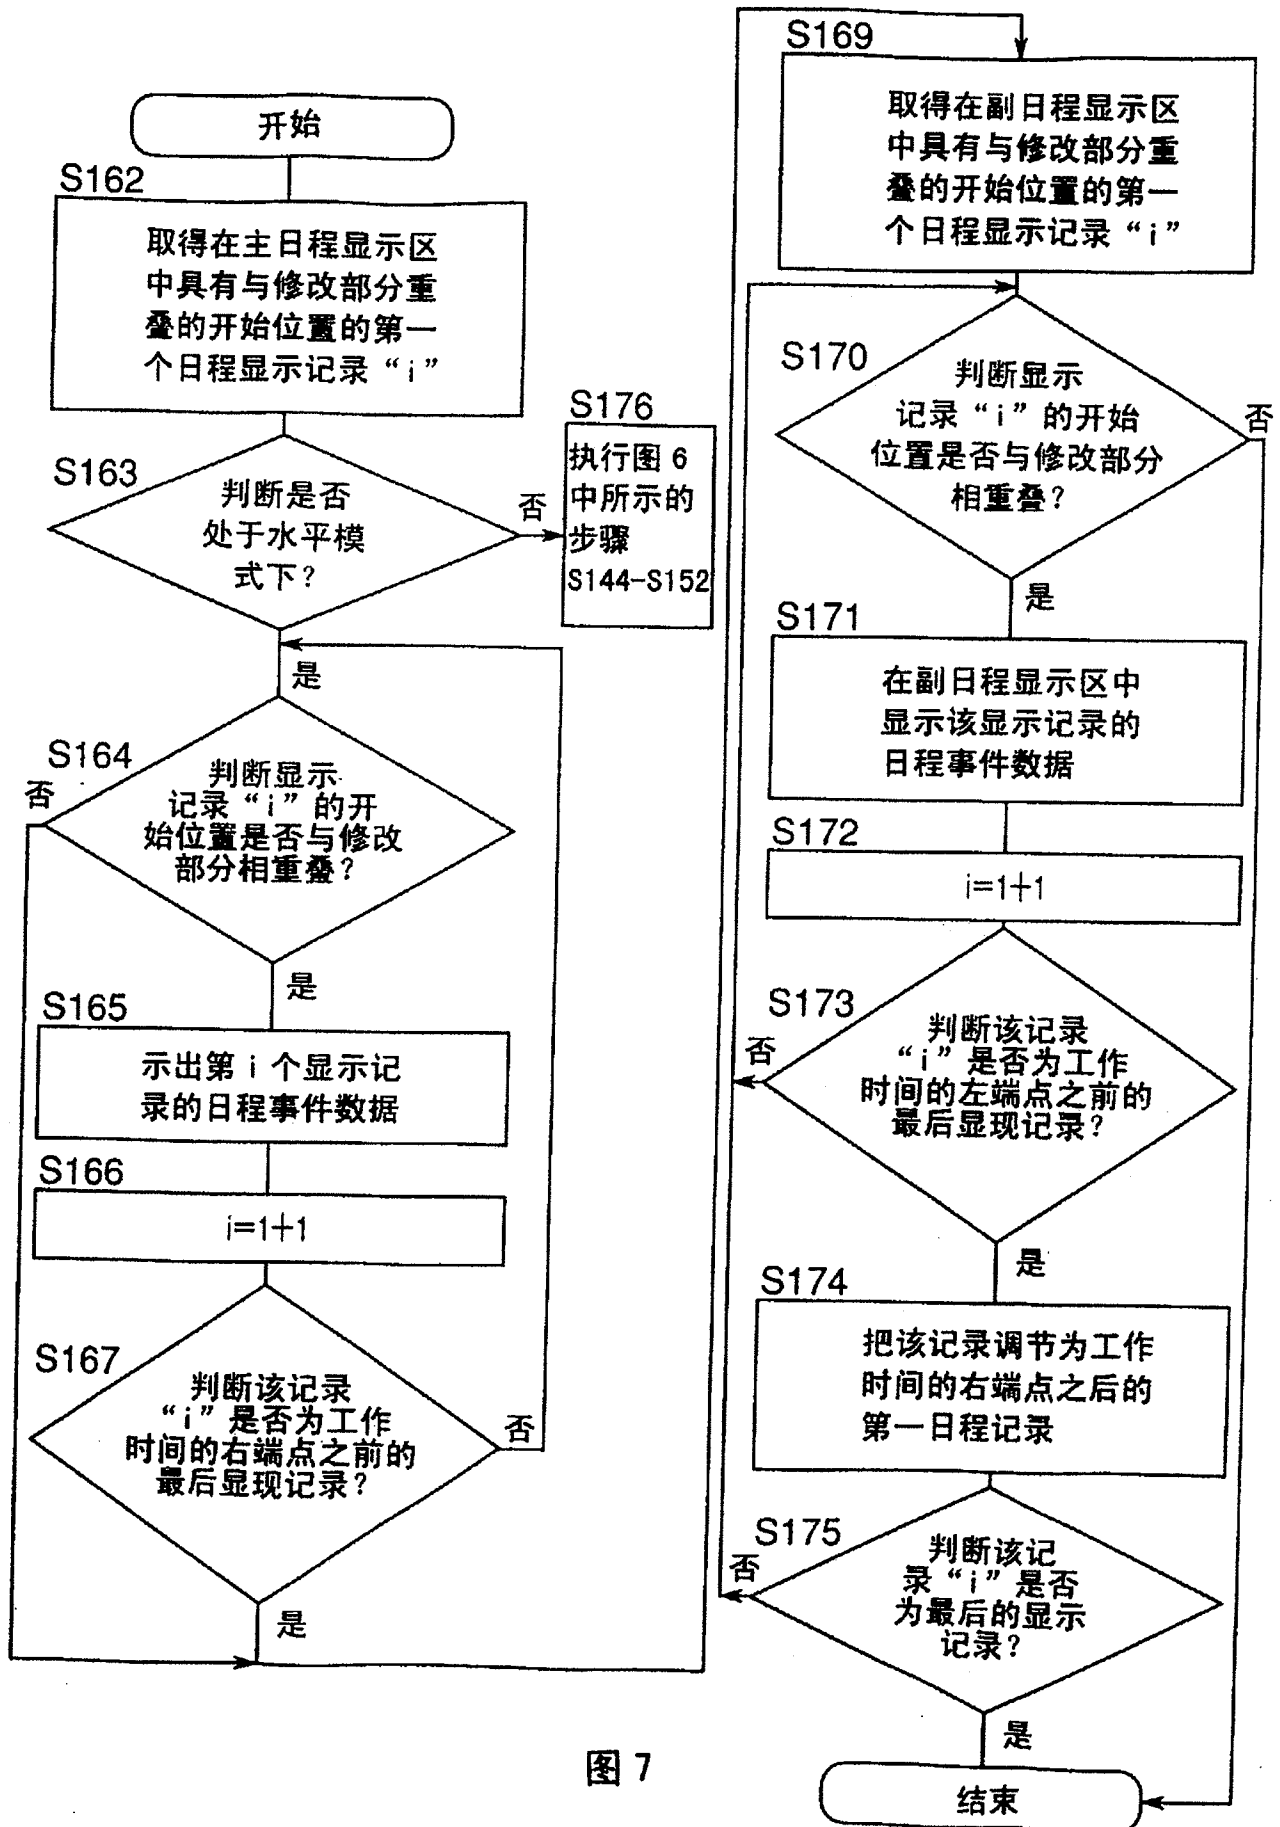 开始
S162
取得在主日程显示区
中具有与修改部分重
叠的开始位置的第一
个日程显示记录“i”
S163
判断是否
处于水平模
式下？
否
S176
执行图 6
中所示的
步骤
S144-S152
是
S164
否
判断显示
记录“i”的开
始位置是否与修改
部分相重叠？
是
S165
示出第 i 个显示记
录的日程事件数据
S166
i=1+1
S167
判断该记录
“i”是否为工作
时间的右端点之前的
最后显现记录？
否
是
S169
取得在副日程显示区
中具有与修改部分重
叠的开始位置的第一
个日程显示记录“i”
S170
判断显示
记录“i”的开始
位置是否与修改部分
相重叠？
否
是
S171
在副日程显示区中
显示该显示记录的
日程事件数据
S172
i=1+1
S173
否
判断该记录
“i”是否为工作
时间的左端点之前的
最后显现记录？
是
S174
把该记录调节为工作
时间的右端点之后的
第一日程记录
S175
否
判断该记
录“i”是否
为最后的显示
记录？
是
结束
图 7